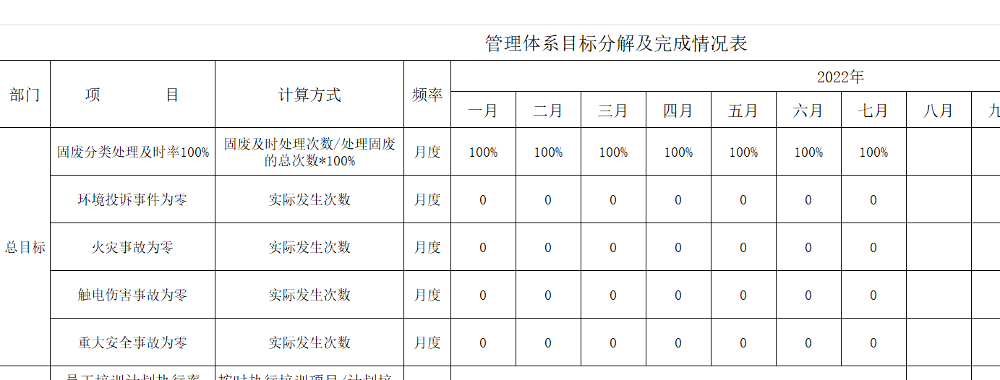 管理体系目标分解及完成情况表
部门 项 目 计算方式 频率 2022年
一月 二月 三月 四月 五月 六月 七月 八月
总目标
固废分类处理及时率100% 固废及时处理次数/处理固废
的总次数*100% 月度 100% 100% 100% 100% 100% 100% 100%
环境投诉事件为零 实际发生次数 月度 0 0 0 0 0 0 0
火灾事故为零 实际发生次数 月度 0 0 0 0 0 0 0
触电伤害事故为零 实际发生次数 月度 0 0 0 0 0 0 0
重大安全事故为零 实际发生次数 月度 0 0 0 0 0 0 0
员工培训计划执行率 按时执行培训项目/计划培